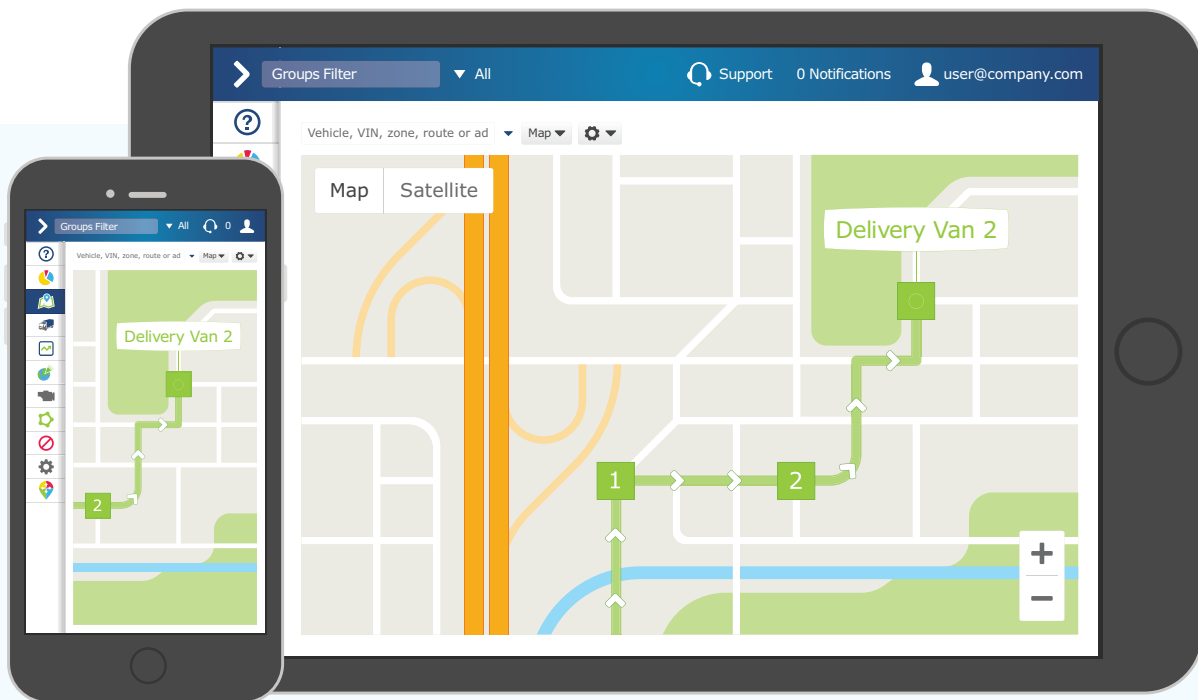 Groups Filter
All
Support
0 Notifications
user@company.com
Vehicle, VIN, zone, route or ad
Map
Map
Satellite
Delivery Van 2
1
2
Groups Filter
All
0
Vehicle, VIN, zone, route or ad
Map
Delivery Van 2
2